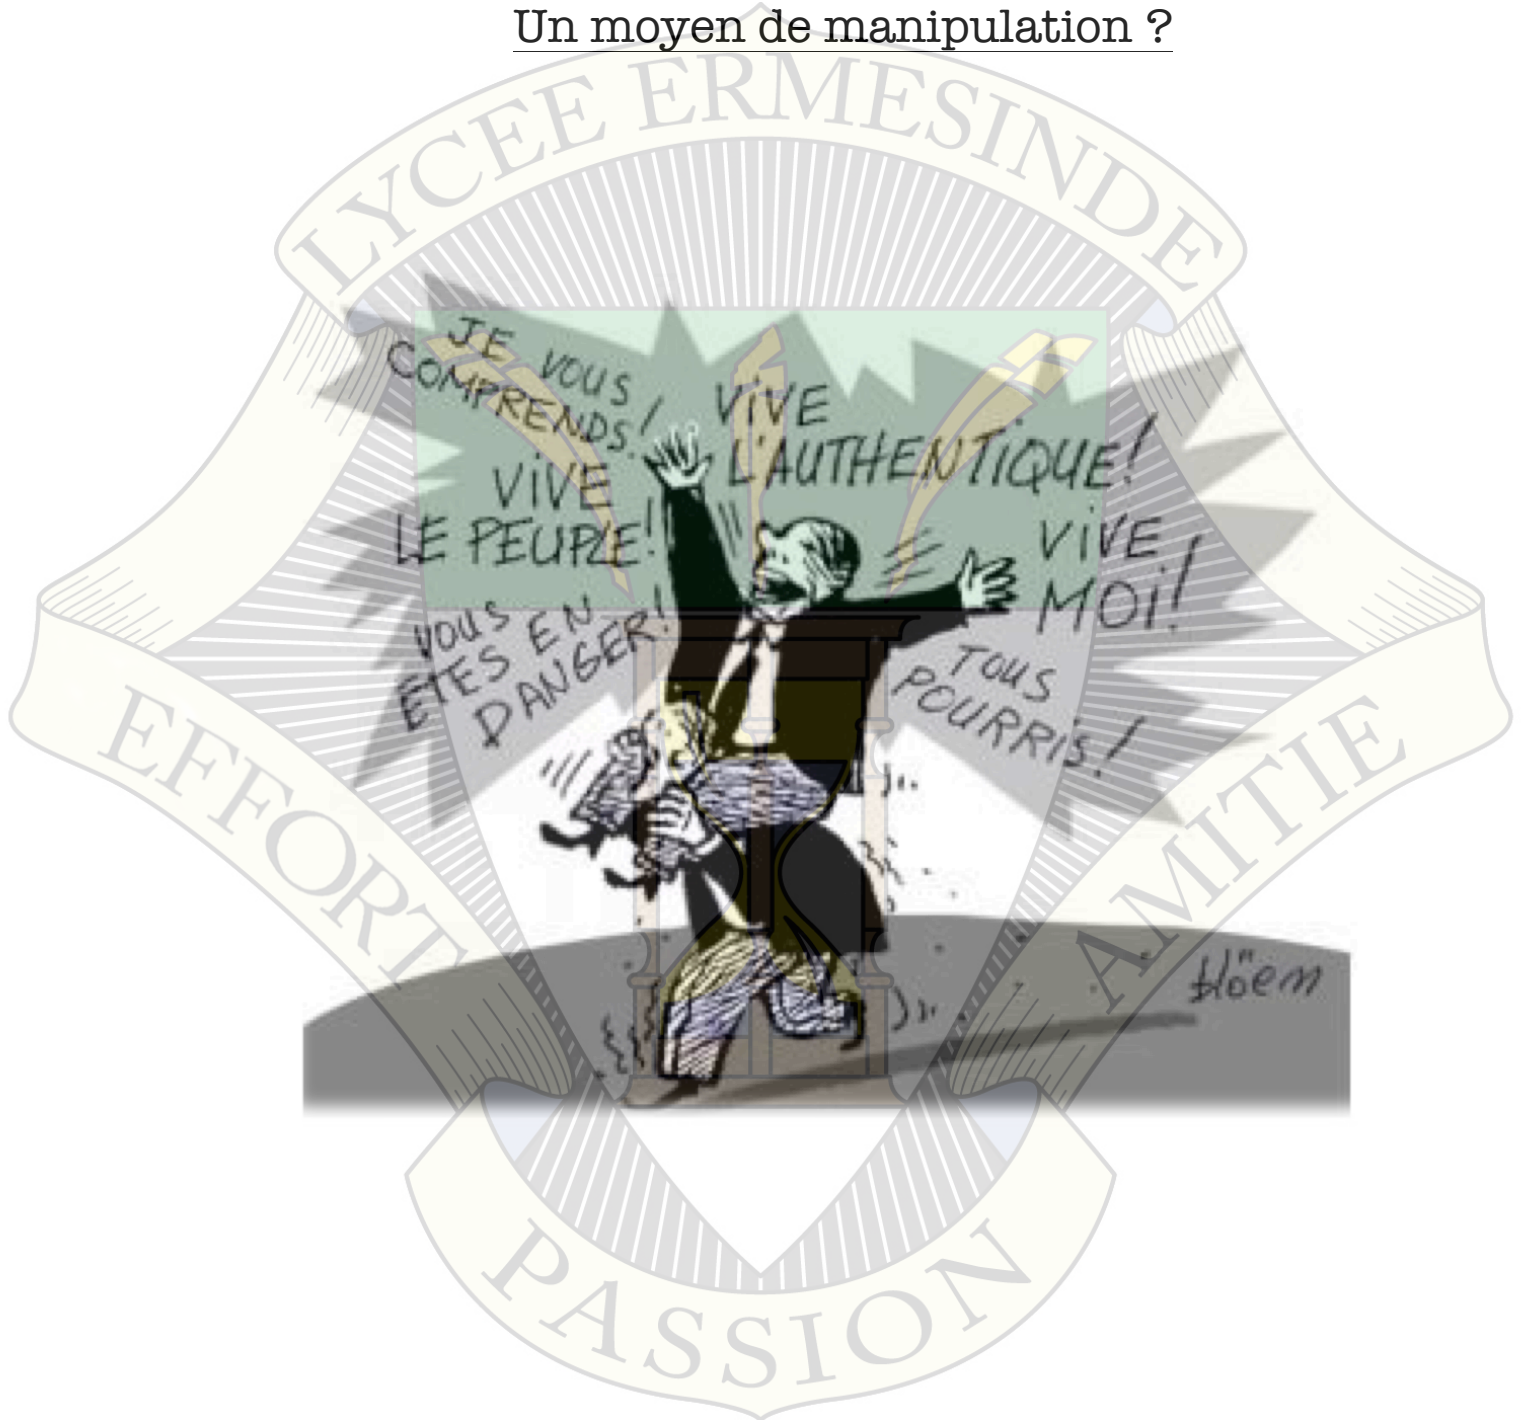 Un moyen de manipulation ?
LYCEE ERMESINDE
JE VOUS
COMPRENDS!
VIVE
LE PEUPLE!
VIVE
L'AUTHENTIQUE!
VIVE
MOI!
VOUS
ETES EN
DANGER!
TOUS
POURRIS!
blöem
EFFORT
AMITIE
PASSION